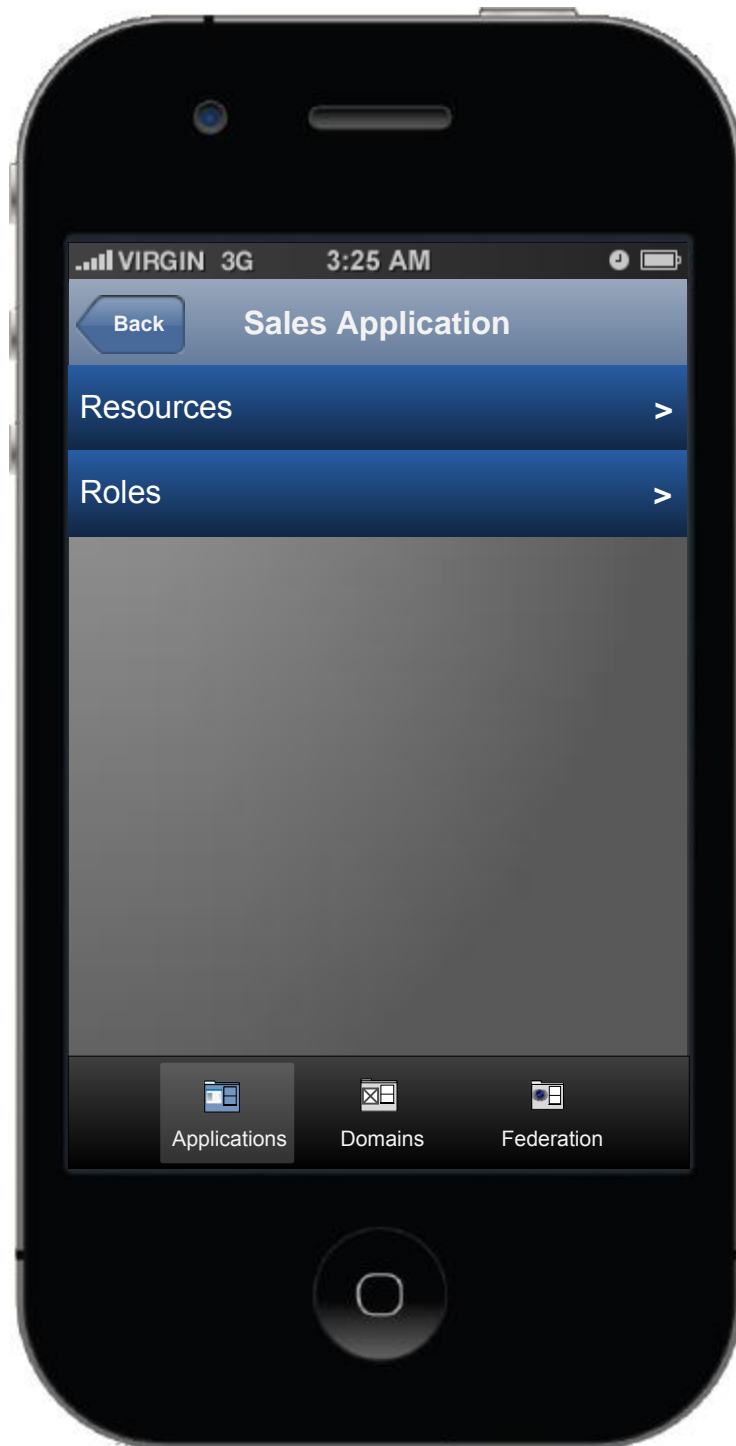 VIRGIN 3G 3:25 AM
Back Sales Application
Resources >
Roles >
Applications Domains Federation